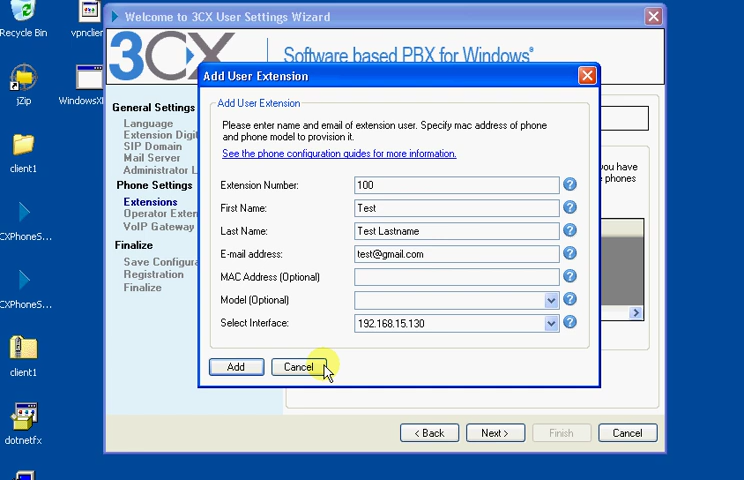 Recycle Bin
vpnclien
jZip
WindowsX
client1
CXPhoneS...
CXPhoneS...
client1
dotnetfx
Welcome to 3CX User Settings Wizard
3CX
Software based PBX for Windows®
General Settings
Language
Extension Digit
SIP Domain
Mail Server
Administrator L
Phone Settings
Extensions
Operator Exten
VoIP Gateway
Finalize
Save Configura
Registration
Finalize
you have
e phones
Add User Extension
Add User Extension
Please enter name and email of extension user. Specify mac address of phone
and phone model to provision it.
See the phone configuration guides for more information.
Extension Number: 100 ?
First Name: Test ?
Last Name: Test Lastname ?
E-mail address: test@gmail.com ?
MAC Address (Optional) ?
Model (Optional) ?
Select Interface: 192.168.15.130 ?
Add Cancel
< Back Next > Finish Cancel